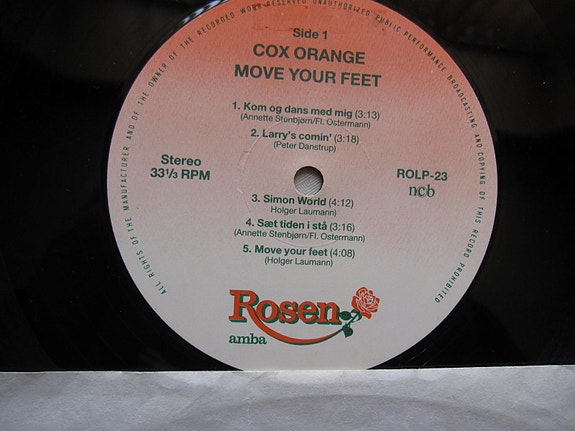 ALL RIGHTS OF THE MANUFACTURER AND OF THE OWNER OF THE RECORDED WORK RESERVED UNAUTHORIZED PUBLIC PERFORMANCE BROADCASTING AND COPYING OF THIS RECORD PROHIBITED
Side 1
COX ORANGE
MOVE YOUR FEET
1. Kom og dans med mig (3:13)
(Annette Stenbjørn/Fl. Ostermann)
2. Larry's comin' (3:18)
(Peter Danstrup)
Stereo
33 1/3 RPM
ROLP-23
ncb
3. Simon World (4:12)
Holger Laumann)
4. Sæt tiden i stå (3:16)
(Annette Stenbjørn/Fl. Ostermann)
5. Move your feet (4:08)
(Holger Laumann)
Rosen
amba